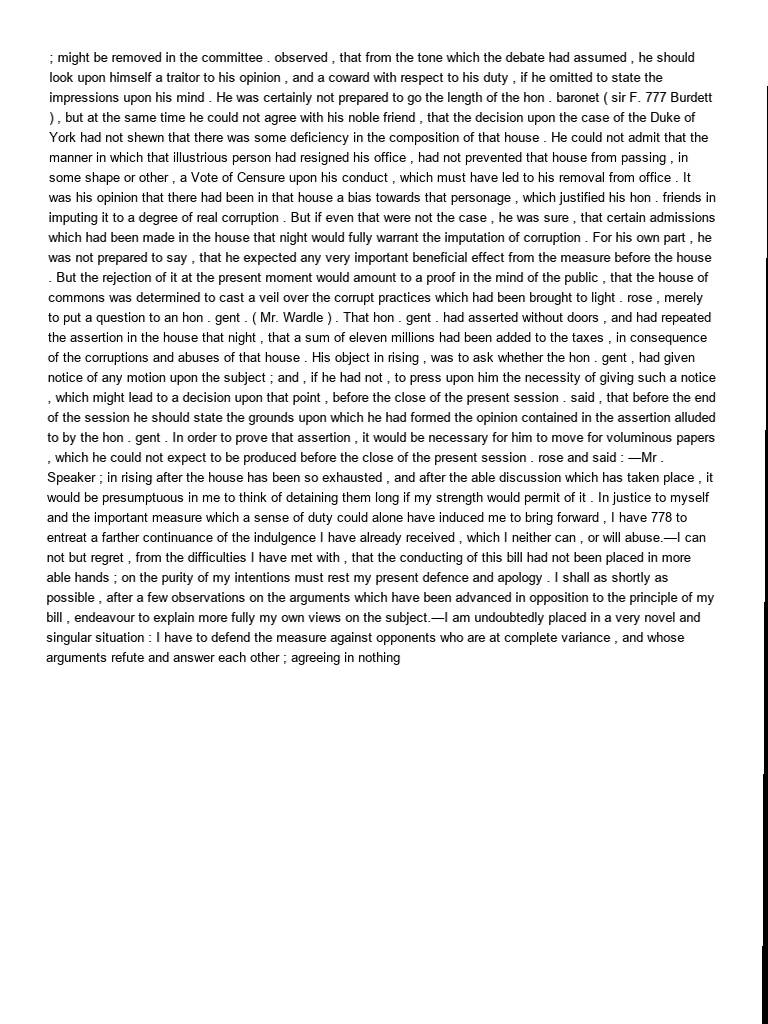 ; might be removed in the committee . observed , that from the tone which the debate had assumed , he should
look upon himself a traitor to his opinion , and a coward with respect to his duty , if he omitted to state the
impressions upon his mind . He was certainly not prepared to go the length of the hon . baronet ( sir F. 777 Burdett
) , but at the same time he could not agree with his noble friend , that the decision upon the case of the Duke of
York had not shewn that there was some deficiency in the composition of that house . He could not admit that the
manner in which that illustrious person had resigned his office , had not prevented that house from passing , in
some shape or other , a Vote of Censure upon his conduct , which must have led to his removal from office . It
was his opinion that there had been in that house a bias towards that personage , which justified his hon . friends in
imputing it to a degree of real corruption . But if even that were not the case , he was sure , that certain admissions
which had been made in the house that night would fully warrant the imputation of corruption . For his own part , he
was not prepared to say , that he expected any very important beneficial effect from the measure before the house
. But the rejection of it at the present moment would amount to a proof in the mind of the public , that the house of
commons was determined to cast a veil over the corrupt practices which had been brought to light . rose , merely
to put a question to an hon . gent . ( Mr. Wardle ) . That hon . gent . had asserted without doors , and had repeated
the assertion in the house that night , that a sum of eleven millions had been added to the taxes , in consequence
of the corruptions and abuses of that house . His object in rising , was to ask whether the hon . gent , had given
notice of any motion upon the subject ; and , if he had not , to press upon him the necessity of giving such a notice
, which might lead to a decision upon that point , before the close of the present session . said , that before the end
of the session he should state the grounds upon which he had formed the opinion contained in the assertion alluded
to by the hon . gent . In order to prove that assertion , it would be necessary for him to move for voluminous papers
, which he could not expect to be produced before the close of the present session . rose and said : —Mr .
Speaker ; in rising after the house has been so exhausted , and after the able discussion which has taken place , it
would be presumptuous in me to think of detaining them long if my strength would permit of it . In justice to myself
and the important measure which a sense of duty could alone have induced me to bring forward , I have 778 to
entreat a farther continuance of the indulgence I have already received , which I neither can , or will abuse.—I can
not but regret , from the difficulties I have met with , that the conducting of this bill had not been placed in more
able hands ; on the purity of my intentions must rest my present defence and apology . I shall as shortly as
possible , after a few observations on the arguments which have been advanced in opposition to the principle of my
bill , endeavour to explain more fully my own views on the subject.—I am undoubtedly placed in a very novel and
singular situation : I have to defend the measure against opponents who are at complete variance , and whose
arguments refute and answer each other ; agreeing in nothing